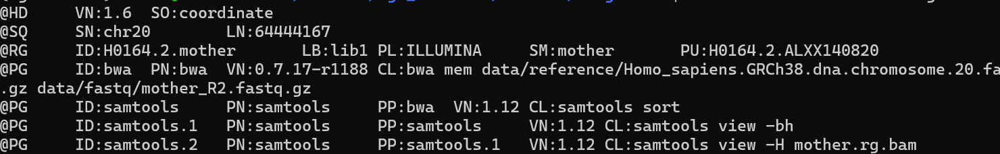 @HD VN:1.6 SO:coordinate
@SQ SN:chr20 LN:64444167
@RG ID:H0164.2.mother LB:lib1 PL:ILLUMINA SM:mother PU:H0164.2.ALXX140820
@PG ID:bwa PN:bwa VN:0.7.17-r1188 CL:bwa mem data/reference/Homo_sapiens.GRCh38.dna.chromosome.20.fa
.gz data/fastq/mother_R2.fastq.gz
@PG ID:samtools PN:samtools PP:bwa VN:1.12 CL:samtools sort
@PG ID:samtools.1 PN:samtools PP:samtools VN:1.12 CL:samtools view -bh
@PG ID:samtools.2 PN:samtools PP:samtools.1 VN:1.12 CL:samtools view -H mother.rg.bam